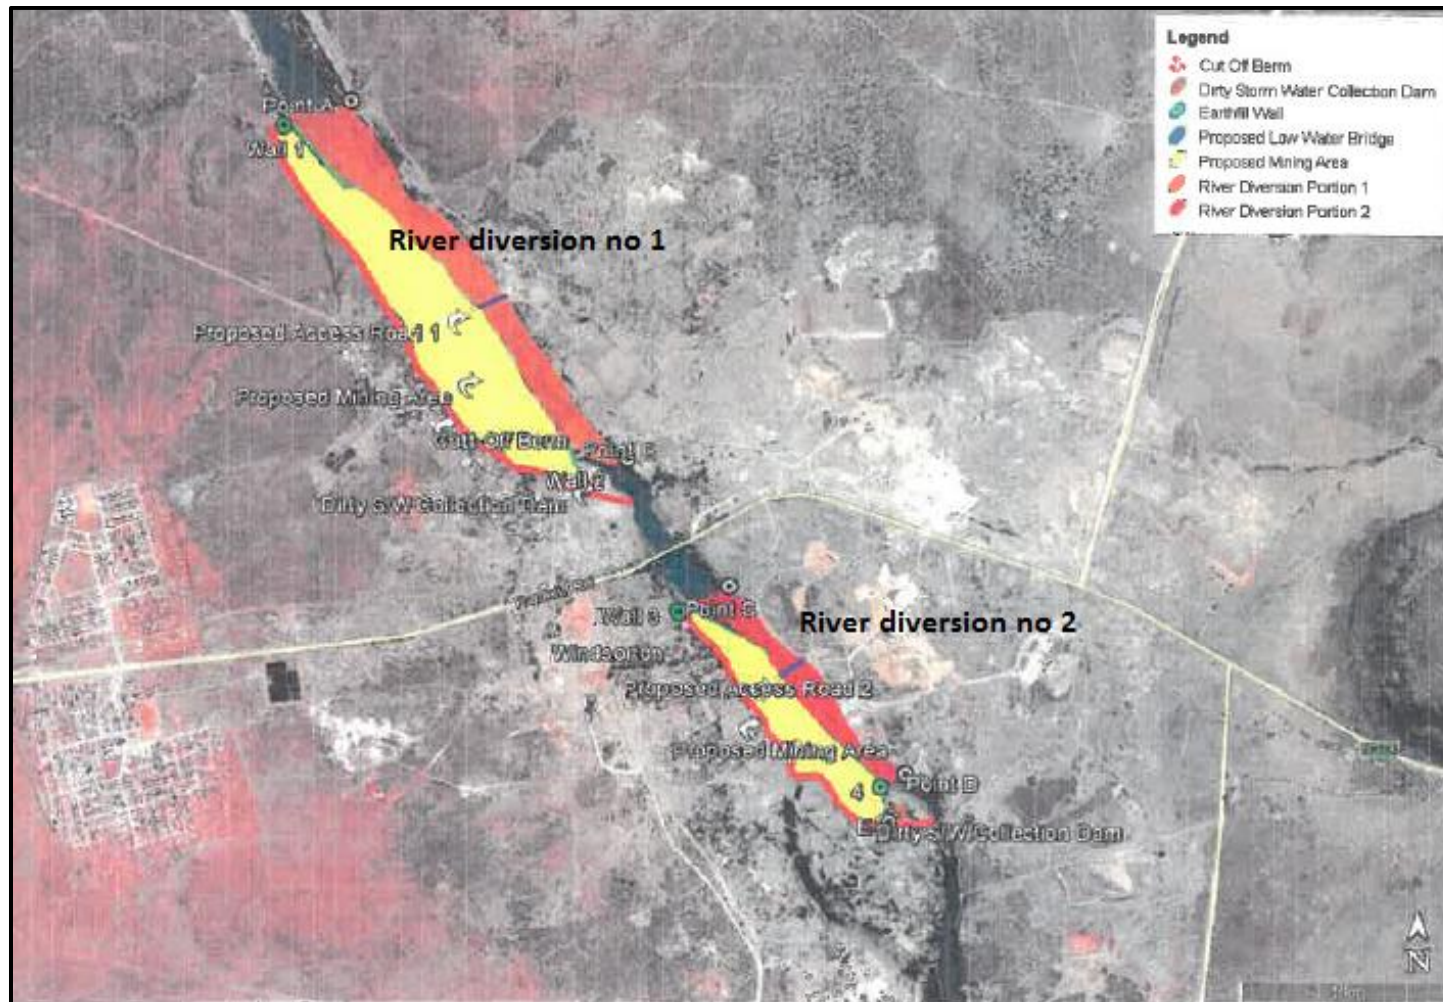 Legend
Cut Off Berm
Dirty Storm Water Collection Dam
Earthfill Wall
Proposed Low Water Bridge
Proposed Mining Area
River Diversion Portion 1
River Diversion Portion 2
Point A
Wall 1
River diversion no 1
Proposed Access Road 1
Proposed Mining Area
Cut-Off Berm
Point B
Wall 2
Dirty S/W Collection Dam
Wall 3
Point C
River diversion no 2
Windsorton
Proposed Access Road 2
Proposed Mining Area
4
Point D
Dirty S/W Collection Dam
N